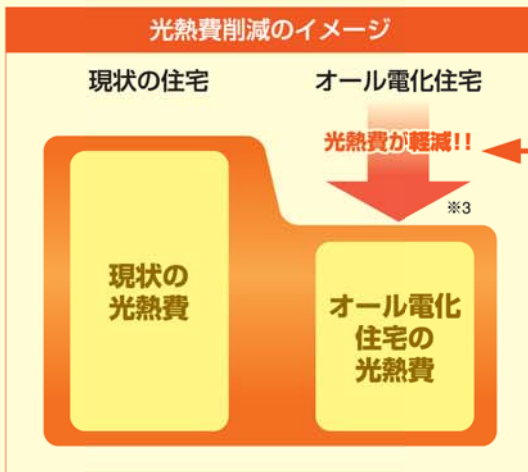 光熱費削減のイメージ
現状の住宅
オール電化住宅
光熱費が軽減!!
※3
現状の
光熱費
オール電化
住宅の
光熱費